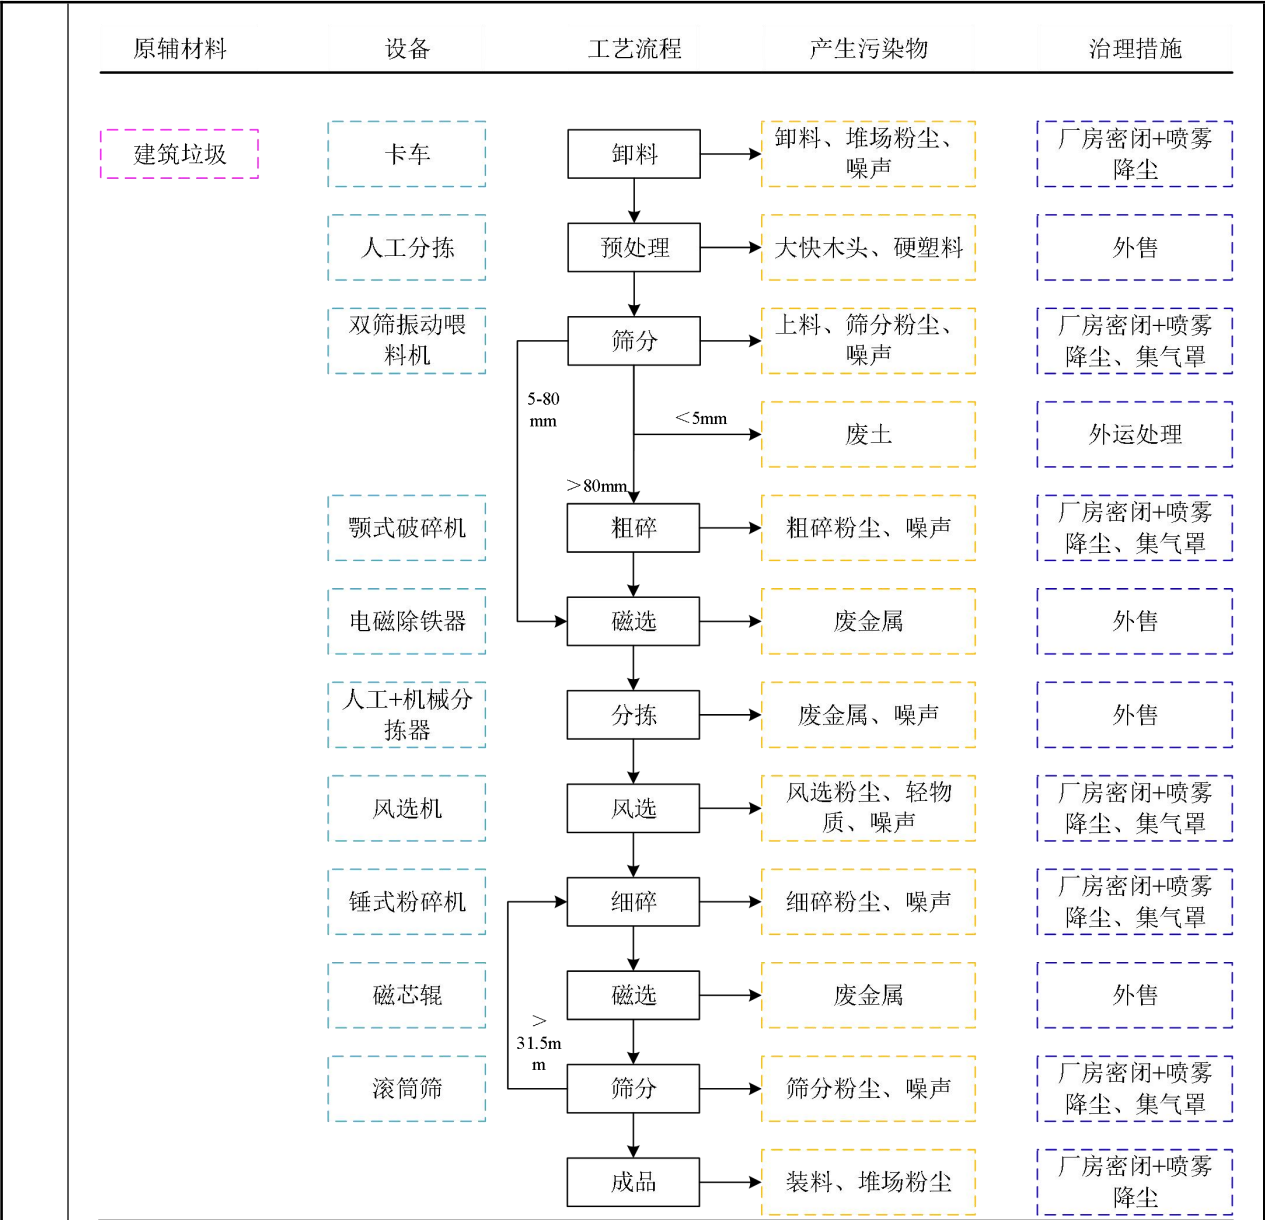 原辅材料 设备 工艺流程 产生污染物 治理措施
建筑垃圾
卡车
卸料
卸料、堆场粉尘、
噪声
厂房密闭+喷雾
降尘
人工分拣
预处理
大快木头、硬塑料
外售
双筛振动喂
料机
筛分
上料、筛分粉尘、
噪声
厂房密闭+喷雾
降尘、集气罩
5-80
mm
＜5mm
废土
外运处理
＞80mm
颚式破碎机
粗碎
粗碎粉尘、噪声
厂房密闭+喷雾
降尘、集气罩
电磁除铁器
磁选
废金属
外售
人工+机械分
拣器
分拣
废金属、噪声
外售
风选机
风选
风选粉尘、轻物
质、噪声
厂房密闭+喷雾
降尘、集气罩
锤式粉碎机
细碎
细碎粉尘、噪声
厂房密闭+喷雾
降尘、集气罩
磁芯辊
磁选
废金属
外售
＞
31.5m
m
滚筒筛
筛分
筛分粉尘、噪声
厂房密闭+喷雾
降尘、集气罩
成品
装料、堆场粉尘
厂房密闭+喷雾
降尘